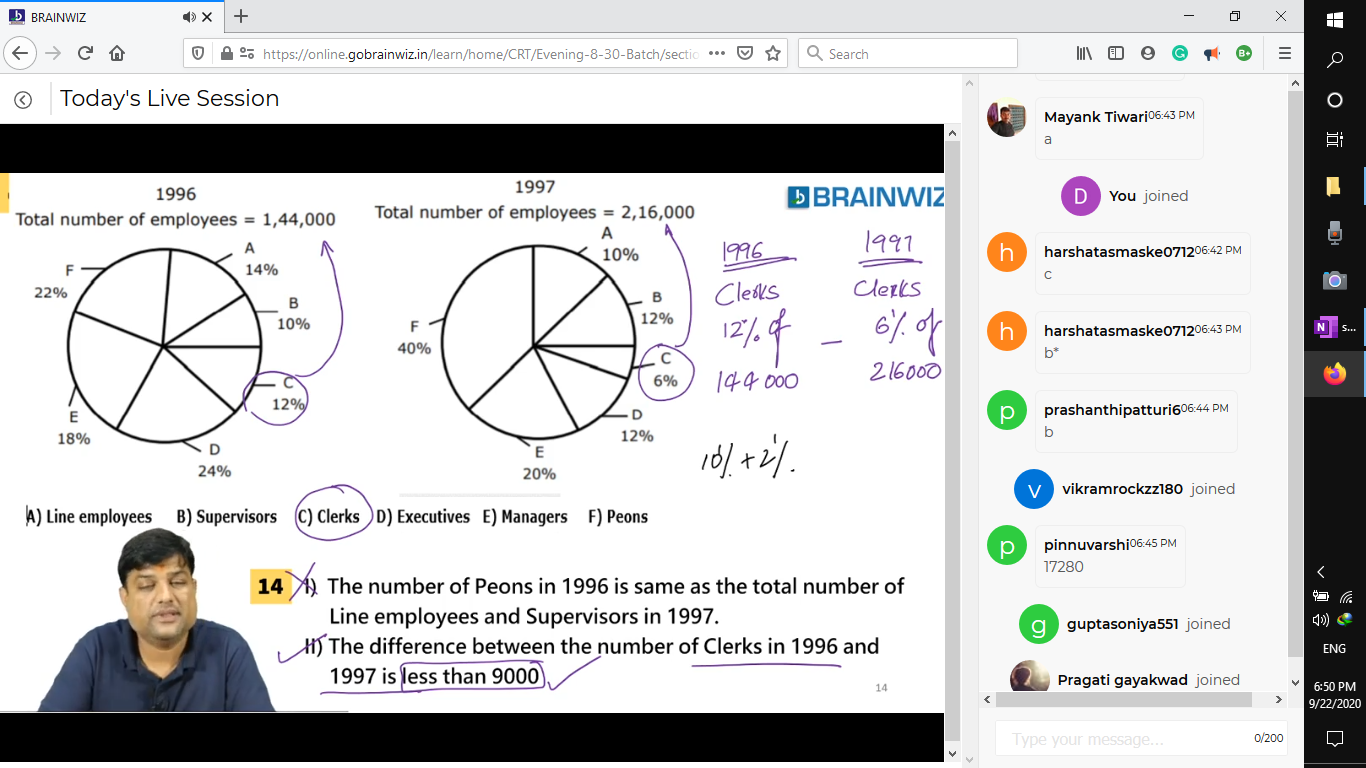 BRAINWIZ
https://online.gobrainwiz.in/learn/home/CRT/Evening-8-30-Batch/sectio
Search
Today's Live Session
1996
Total number of employees = 1,44,000
A
14%
B
10%
C
12%
D
24%
E
18%
F
22%
1997
Total number of employees = 2,16,000
A
10%
B
12%
C
6%
D
12%
E
20%
F
40%
BRAINWIZ
1996
Clerks
12% of
144000
–
1997
Clerks
6% of
216000
10% + 2%.
A) Line employees B) Supervisors C) Clerks D) Executives E) Managers F) Peons
14 I) The number of Peons in 1996 is same as the total number of
Line employees and Supervisors in 1997.
II) The difference between the number of Clerks in 1996 and
1997 is less than 9000
14
Mayank Tiwari 06:43 PM
a
D You joined
h harshatasmaske0712 06:42 PM
c
h harshatasmaske0712 06:43 PM
b*
p prashanthipatturi6 06:44 PM
b
v vikramrockzz180 joined
p pinnuvarshi 06:45 PM
17280
g guptasoniya551 joined
Pragati gayakwad joined
Type your message...
0/200
N s...
ENG
6:50 PM
9/22/2020